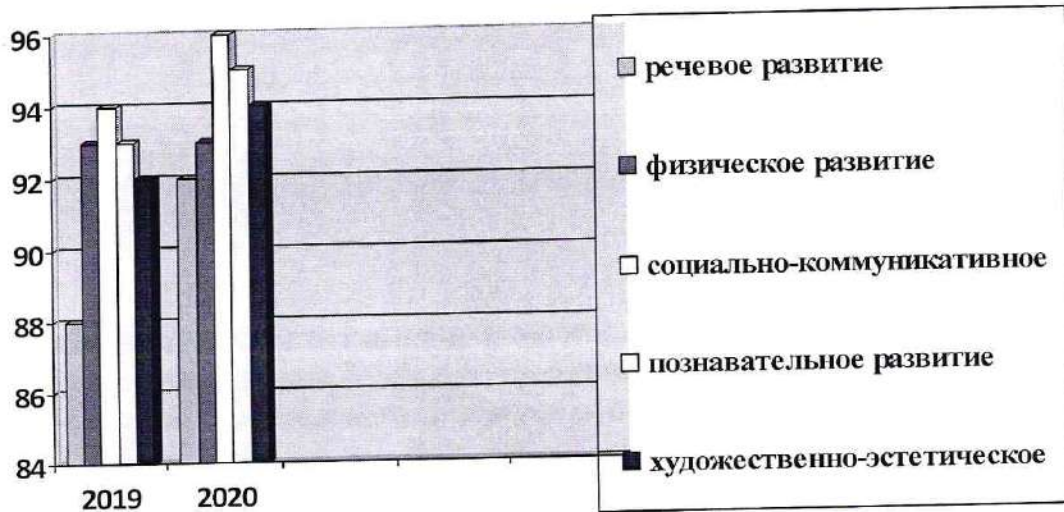 96
94
92
90
88
86
84
2019 2020
речевое развитие
физическое развитие
социально-коммуникативное
познавательное развитие
художественно-эстетическое